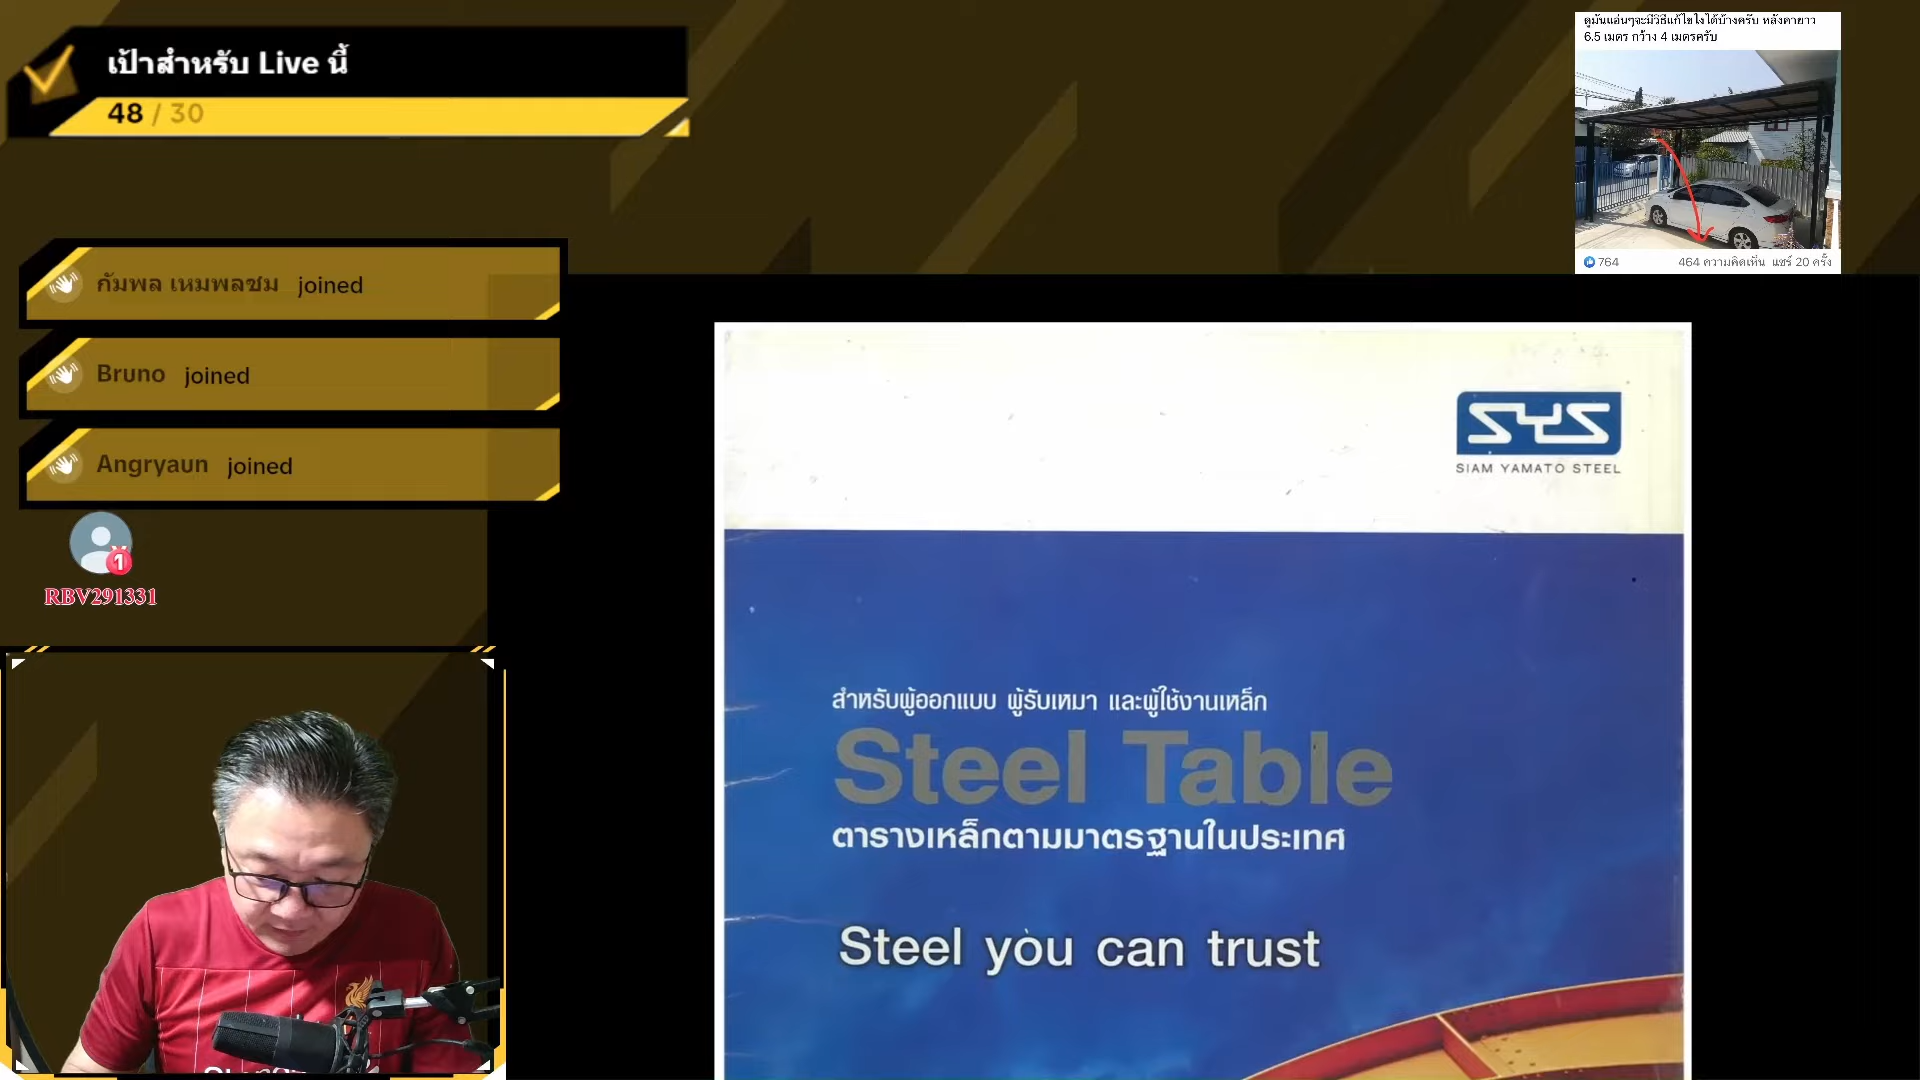 เป้าสำหรับ Live นี้
48 / 30
กัมพล เหมพลชม joined
Bruno joined
Angryaun joined
1
RBV291331
ดูมันแอ่นๆจะมีวิธีแก้ไขไงได้บ้างครับ หลังคายาว
6.5 เมตร กว้าง 4 เมตรครับ
764 464 ความคิดเห็น แชร์ 20 ครั้ง
SYS
SIAM YAMATO STEEL
สำหรับผู้ออกแบบ ผู้รับเหมา และผู้ใช้งานเหล็ก
Steel Table
ตารางเหล็กตามมาตรฐานในประเทศ
Steel you can trust